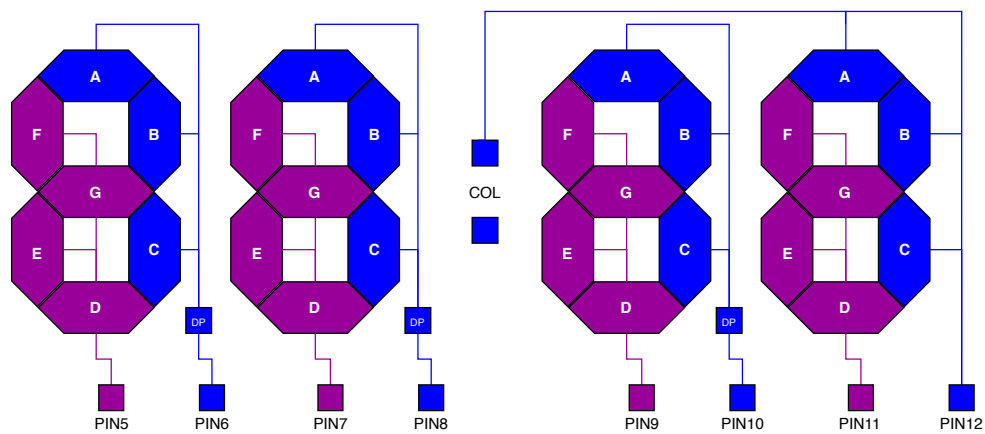 A A A A
F B F B F B F B
G G COL G G
E C E C E C E C
D D D D
DP DP DP
PIN5 PIN6 PIN7 PIN8 PIN9 PIN10 PIN11 PIN12